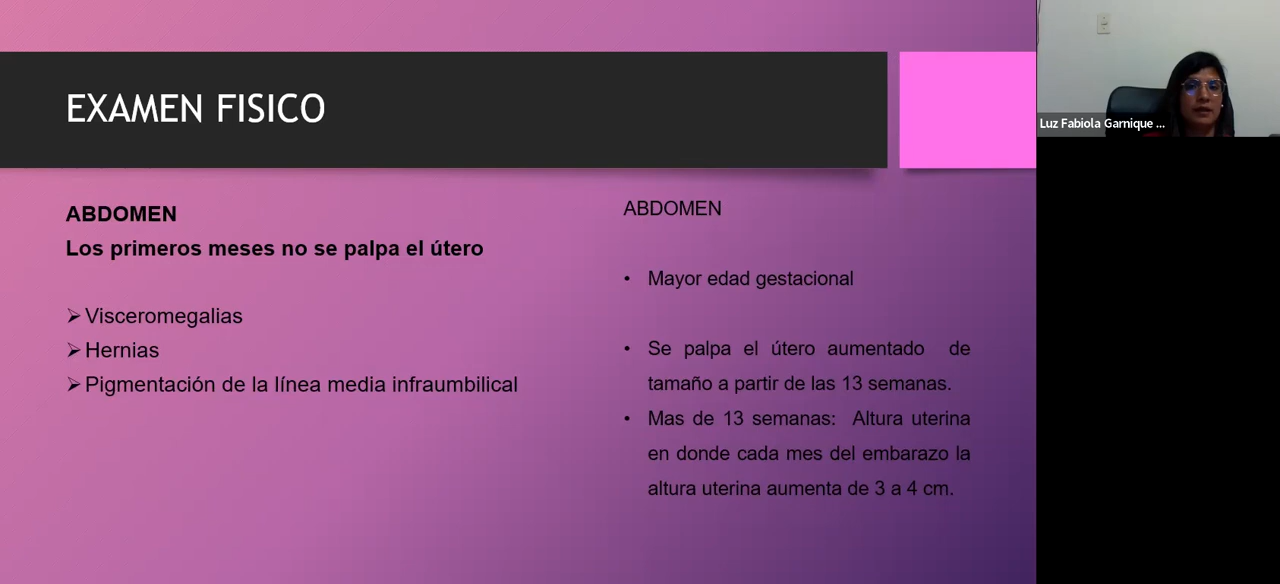 EXAMEN FISICO
Luz Fabiola Garnique ...
ABDOMEN
Los primeros meses no se palpa el útero
➢ Visceromegalias
➢ Hernias
➢ Pigmentación de la línea media infraumbilical
ABDOMEN
• Mayor edad gestacional
• Se palpa el útero aumentado de
tamaño a partir de las 13 semanas.
• Mas de 13 semanas: Altura uterina
en donde cada mes del embarazo la
altura uterina aumenta de 3 a 4 cm.